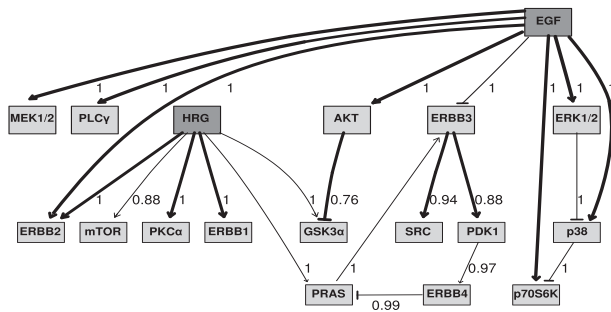 EGF
1 1 1 1 1 1 1 1
MEK1/2 PLCγ HRG AKT ERBB3 ERK1/2
1 0.88 1 1 1 0.76 0.94 0.88 1
ERBB2 mTOR PKCα ERBB1 GSK3α SRC PDK1 p38
1 1 0.97 1
PRAS ERBB4 p70S6K
0.99